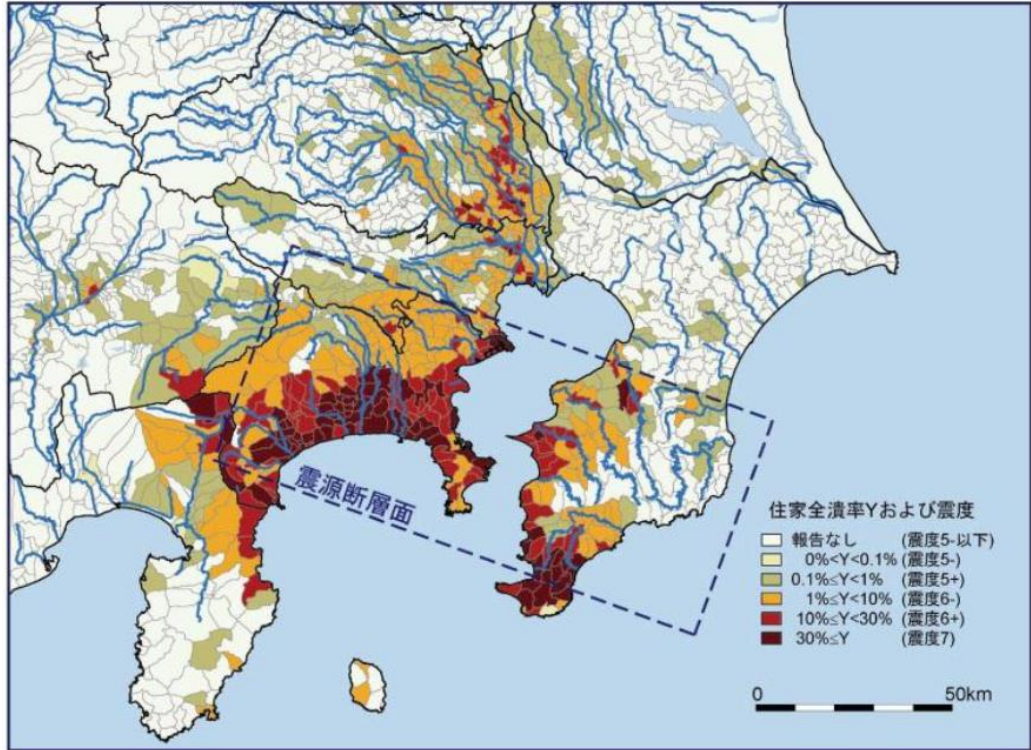 震源断層面
住家全潰率Yおよび震度
報告なし (震度5-以下)
0%<Y<0.1% (震度5-)
0.1%≤Y<1% (震度5+)
1%≤Y<10% (震度6-)
10%≤Y<30% (震度6+)
30%≤Y (震度7)
0 50km